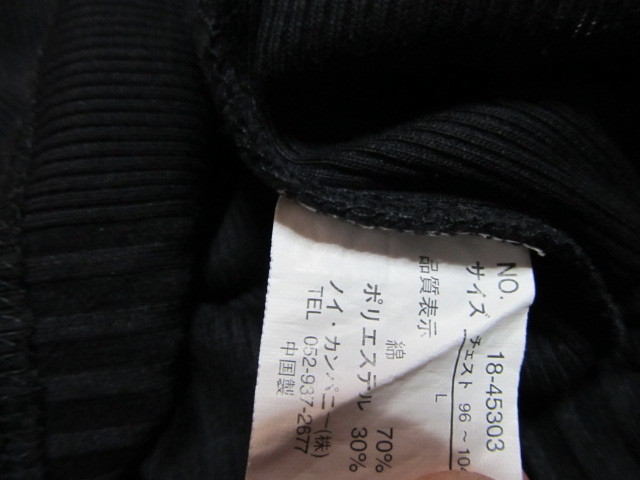 NO. 18-45303
サイズ チェスト 96 ～ 104
L
品質表示
綿 70%
ポリエステル 30%
ノイ・カンパニー(株)
TEL 052-937-2677
中国製